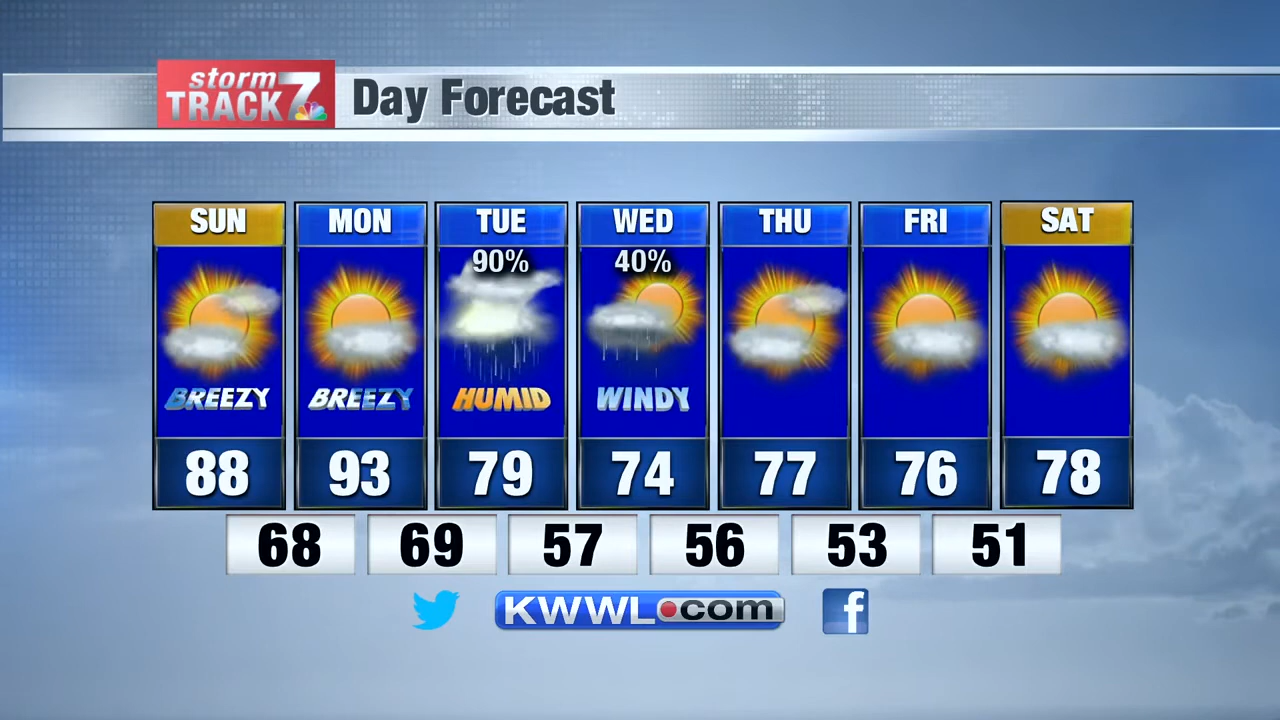 storm
TRACK 7
Day Forecast
SUN MON TUE WED THU FRI SAT
90% 40%
BREEZY BREEZY HUMID WINDY
88 93 79 74 77 76 78
68 69 57 56 53 51
KWWL.com f